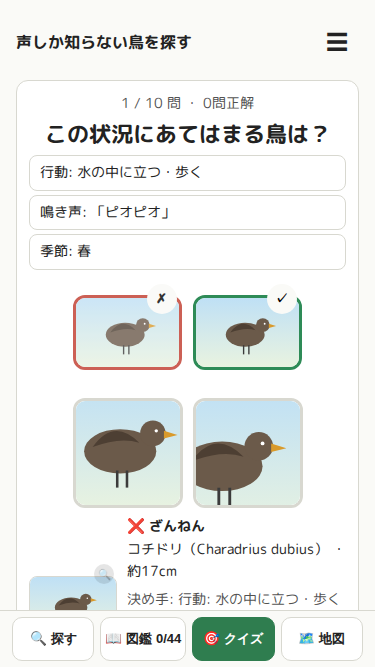 声しか知らない鳥を探す
1 / 10 問 · 0問正解
この状況にあてはまる鳥は？
行動: 水の中に立つ・歩く
鳴き声: 「ピオピオ」
季節: 春
✗ ✓
❌ ざんねん
コチドリ（Charadrius dubius） ·
約17cm
決め手: 行動: 水の中に立つ・歩く
🔍 探す 📖 図鑑 0/44 🎯 クイズ 🗺️ 地図